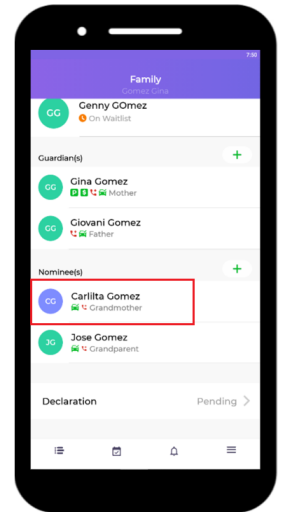 7:50
Family
Gomez Gina
GG
Genny GOmez
On Waitlist
Guardian(s)
+
GG
Gina Gomez
P $ Mother
GG
Giovani Gomez
Father
Nominee(s)
+
CG
Carlilta Gomez
Grandmother
JG
Jose Gomez
Grandparent
Declaration
Pending >